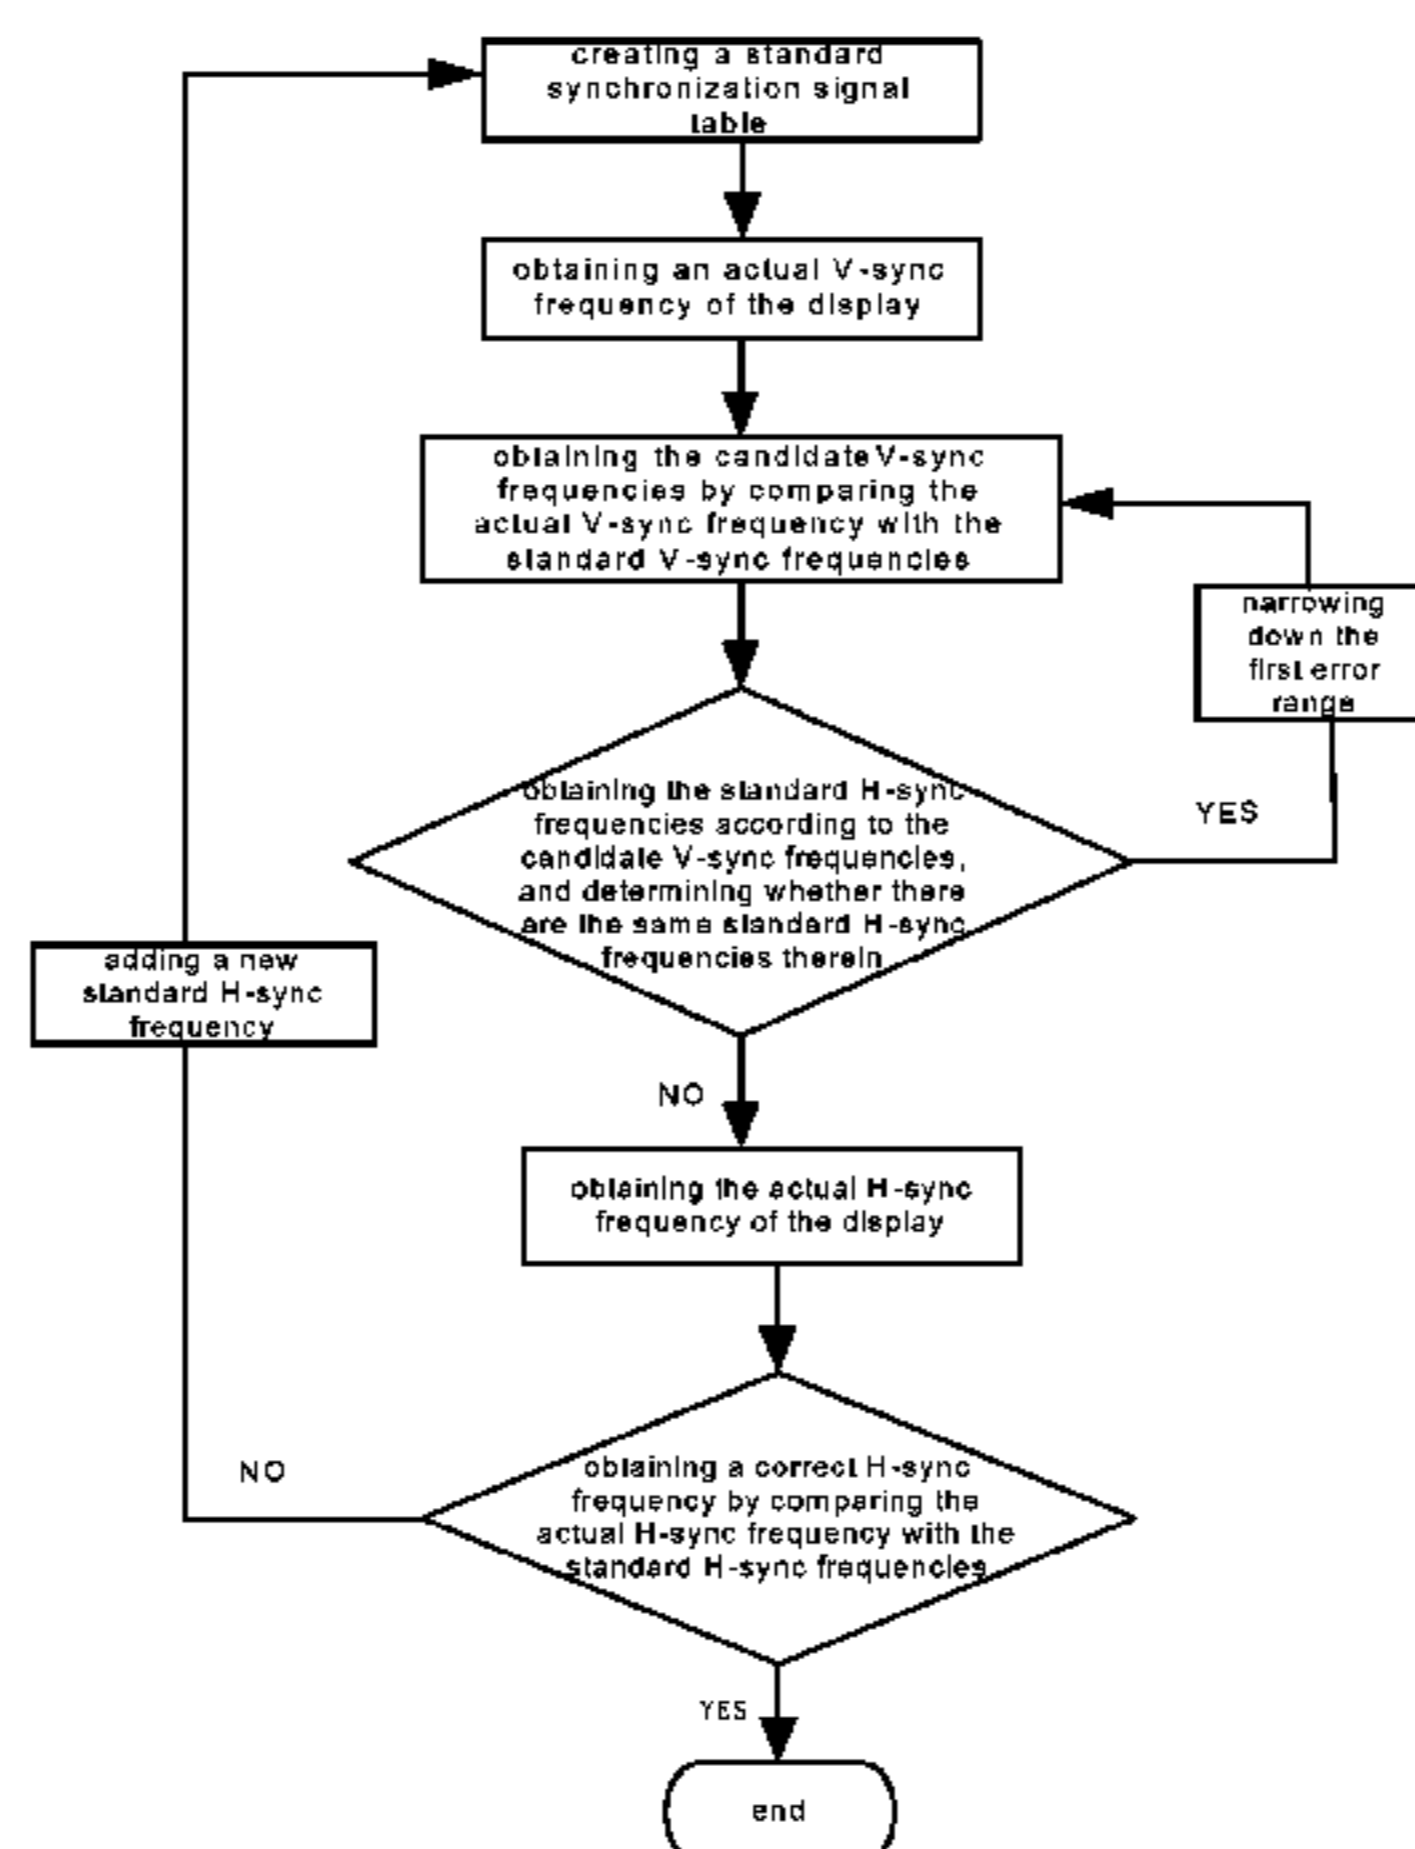 creating a standard
synchronization signal
table
obtaining an actual V-sync
frequency of the display
obtaining the candidate V-sync
frequencies by comparing the
actual V-sync frequency with the
standard V-sync frequencies
narrowing
down the
first error
range
obtaining the standard H-sync
frequencies according to the
candidate V-sync frequencies,
and determining whether there
are the same standard H-sync
frequencies therein
YES
adding a new
standard H-sync
frequency
NO
obtaining the actual H-sync
frequency of the display
obtaining a correct H-sync
frequency by comparing the
actual H-sync frequency with the
standard H-sync frequencies
NO
YES
end